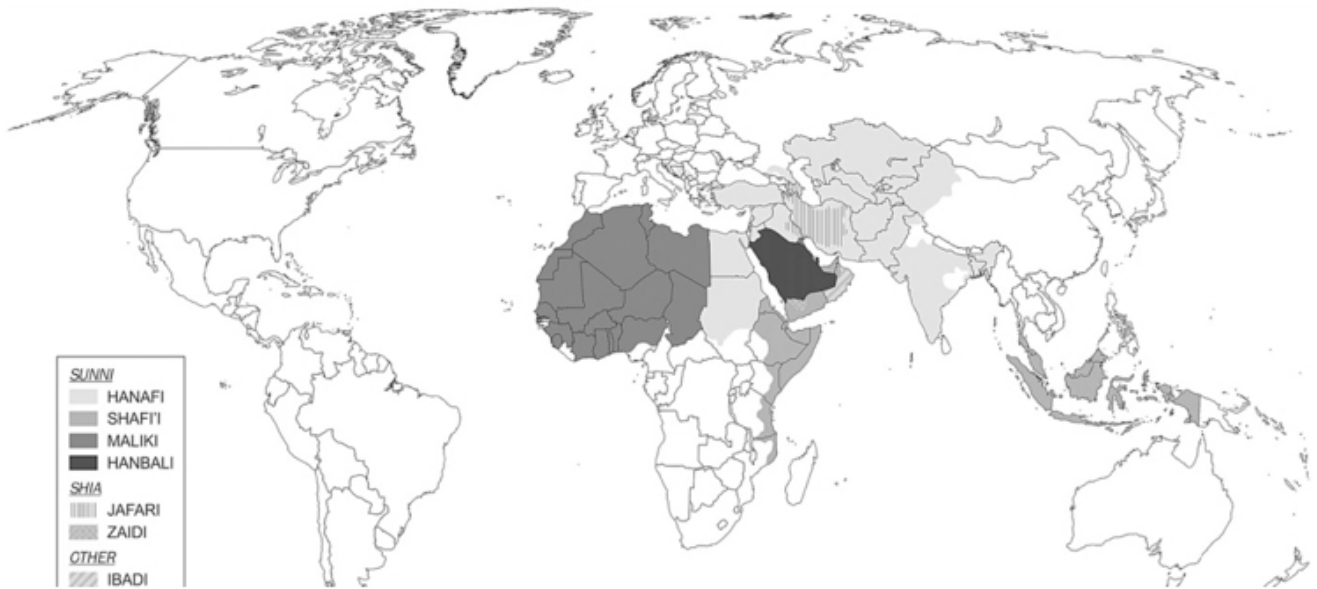 SUNNI
HANAFI
SHAFI'I
MALIKI
HANBALI
SHIA
JAFARI
ZAIDI
OTHER
IBADI